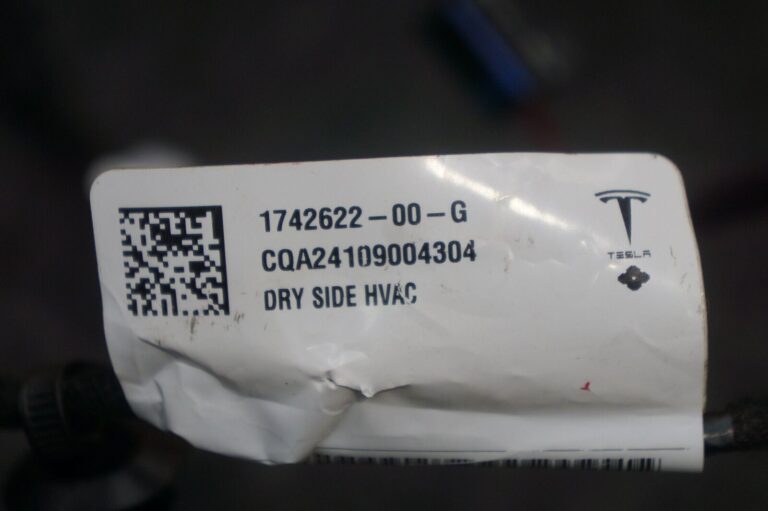 1742622-00-G
CQA24109004304
DRY SIDE HVAC
TESLA